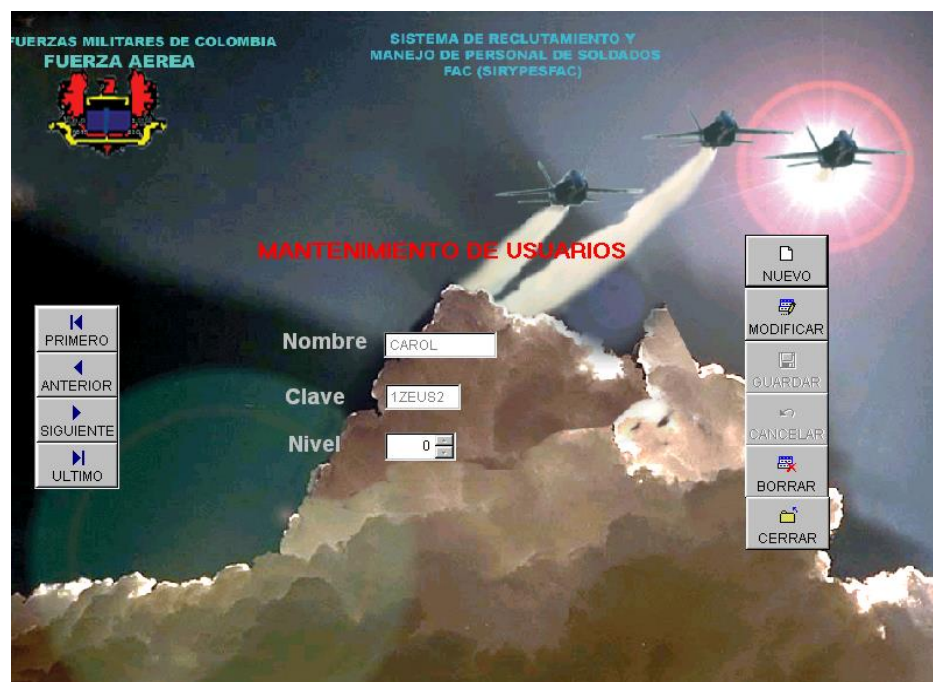 FUERZAS MILITARES DE COLOMBIA
FUERZA AEREA
SISTEMA DE RECLUTAMIENTO Y
MANEJO DE PERSONAL DE SOLDADOS
FAC (SIRYPESFAC)
MANTENIMIENTO DE USUARIOS
PRIMERO
ANTERIOR
SIGUIENTE
ULTIMO
Nombre CAROL
Clave 1ZEUS2
Nivel 0
NUEVO
MODIFICAR
GUARDAR
CANCELAR
BORRAR
CERRAR